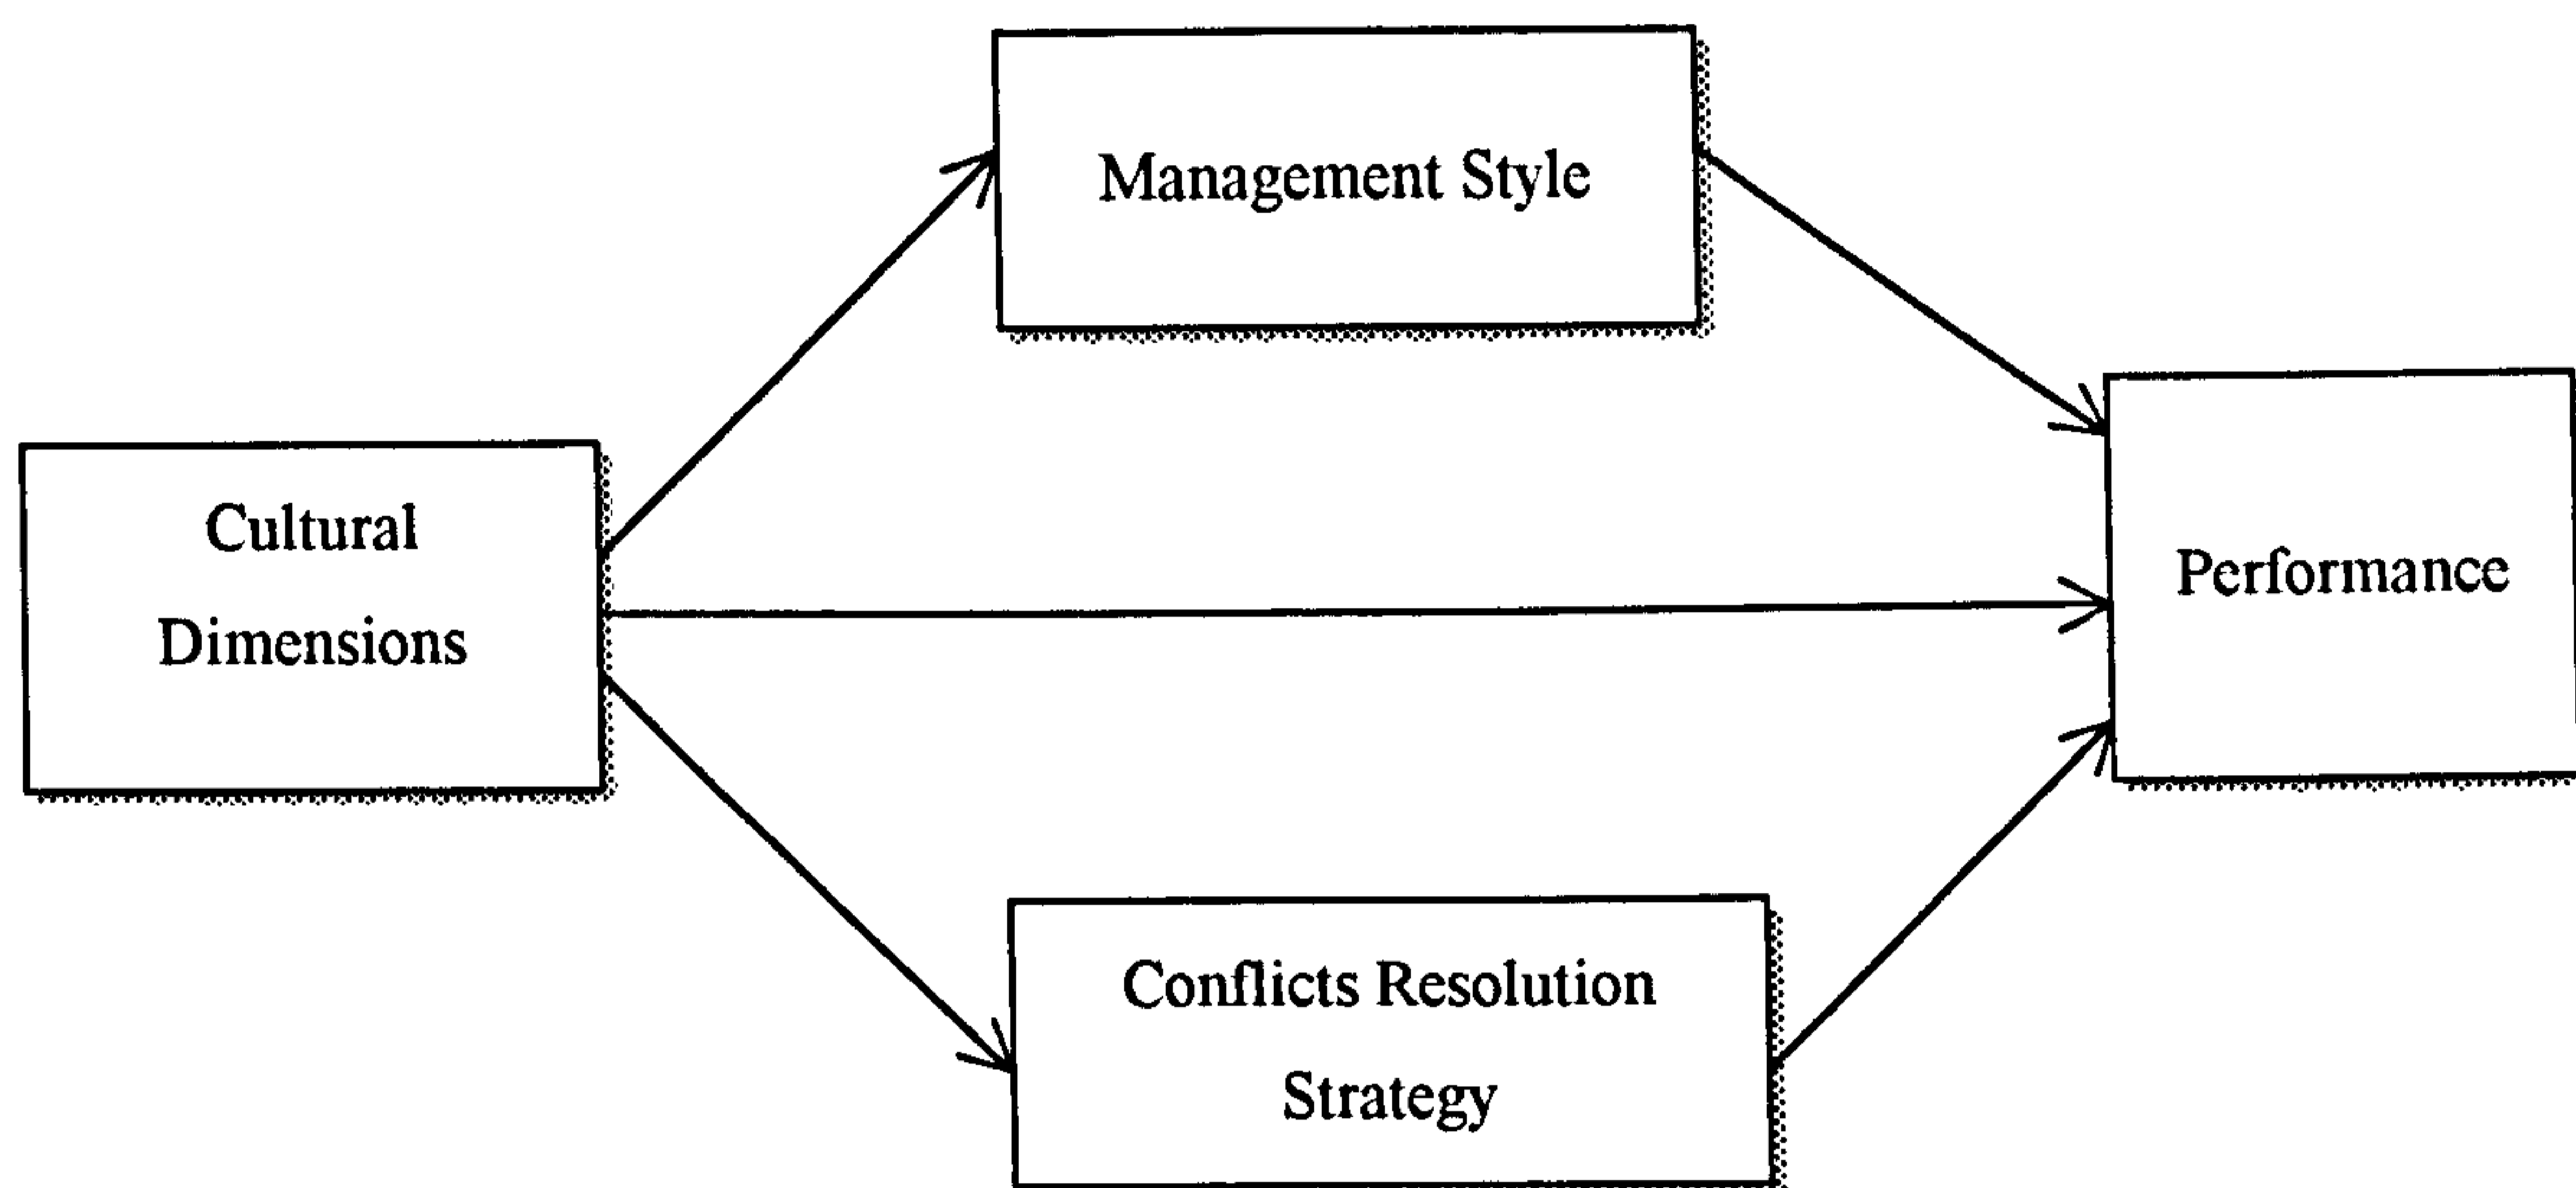 Management Style
Cultural
Dimensions
Performance
Conflicts Resolution
Strategy